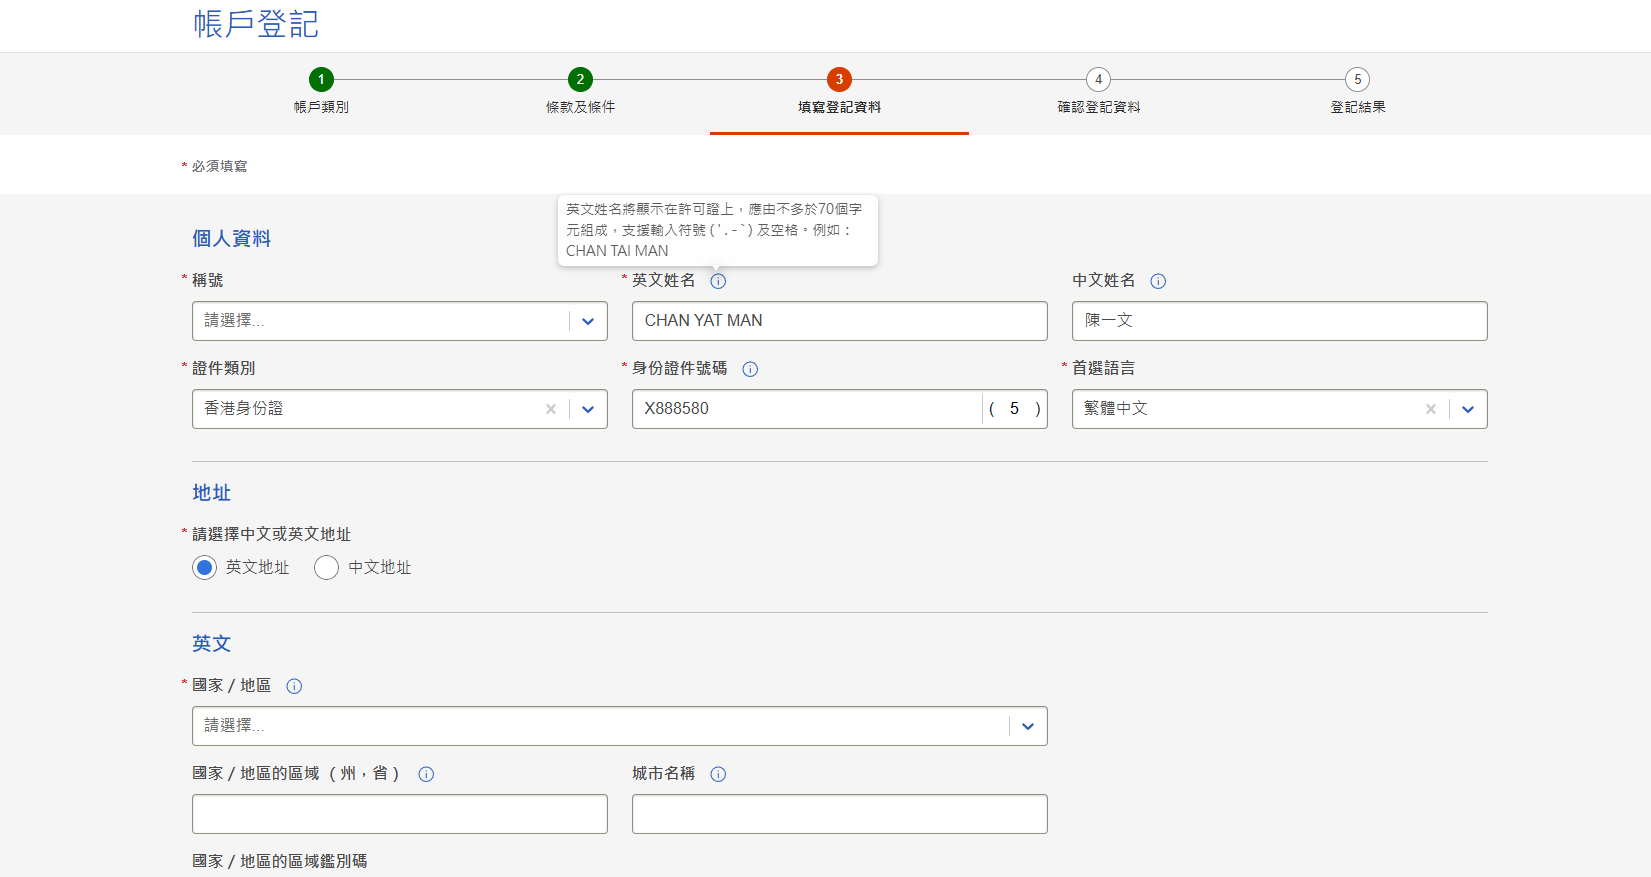 帳戶登記
1
2
3
4
5
帳戶類別
條款及條件
填寫登記資料
確認登記資料
登記結果
* 必須填寫
英文姓名將顯示在許可證上，應由不多於70個字
元組成，支援輸入符號 ( ' . - ` ) 及空格。例如：
CHAN TAI MAN
個人資料
* 稱號
* 英文姓名
中文姓名
請選擇...
CHAN YAT MAN
陳一文
* 證件類別
* 身份證件號碼
* 首選語言
香港身份證
X888580
( 5 )
繁體中文
地址
* 請選擇中文或英文地址
英文地址
中文地址
英文
* 國家 / 地區
請選擇...
國家 / 地區的區域 （州，省）
城市名稱
國家 / 地區的區域鑑別碼